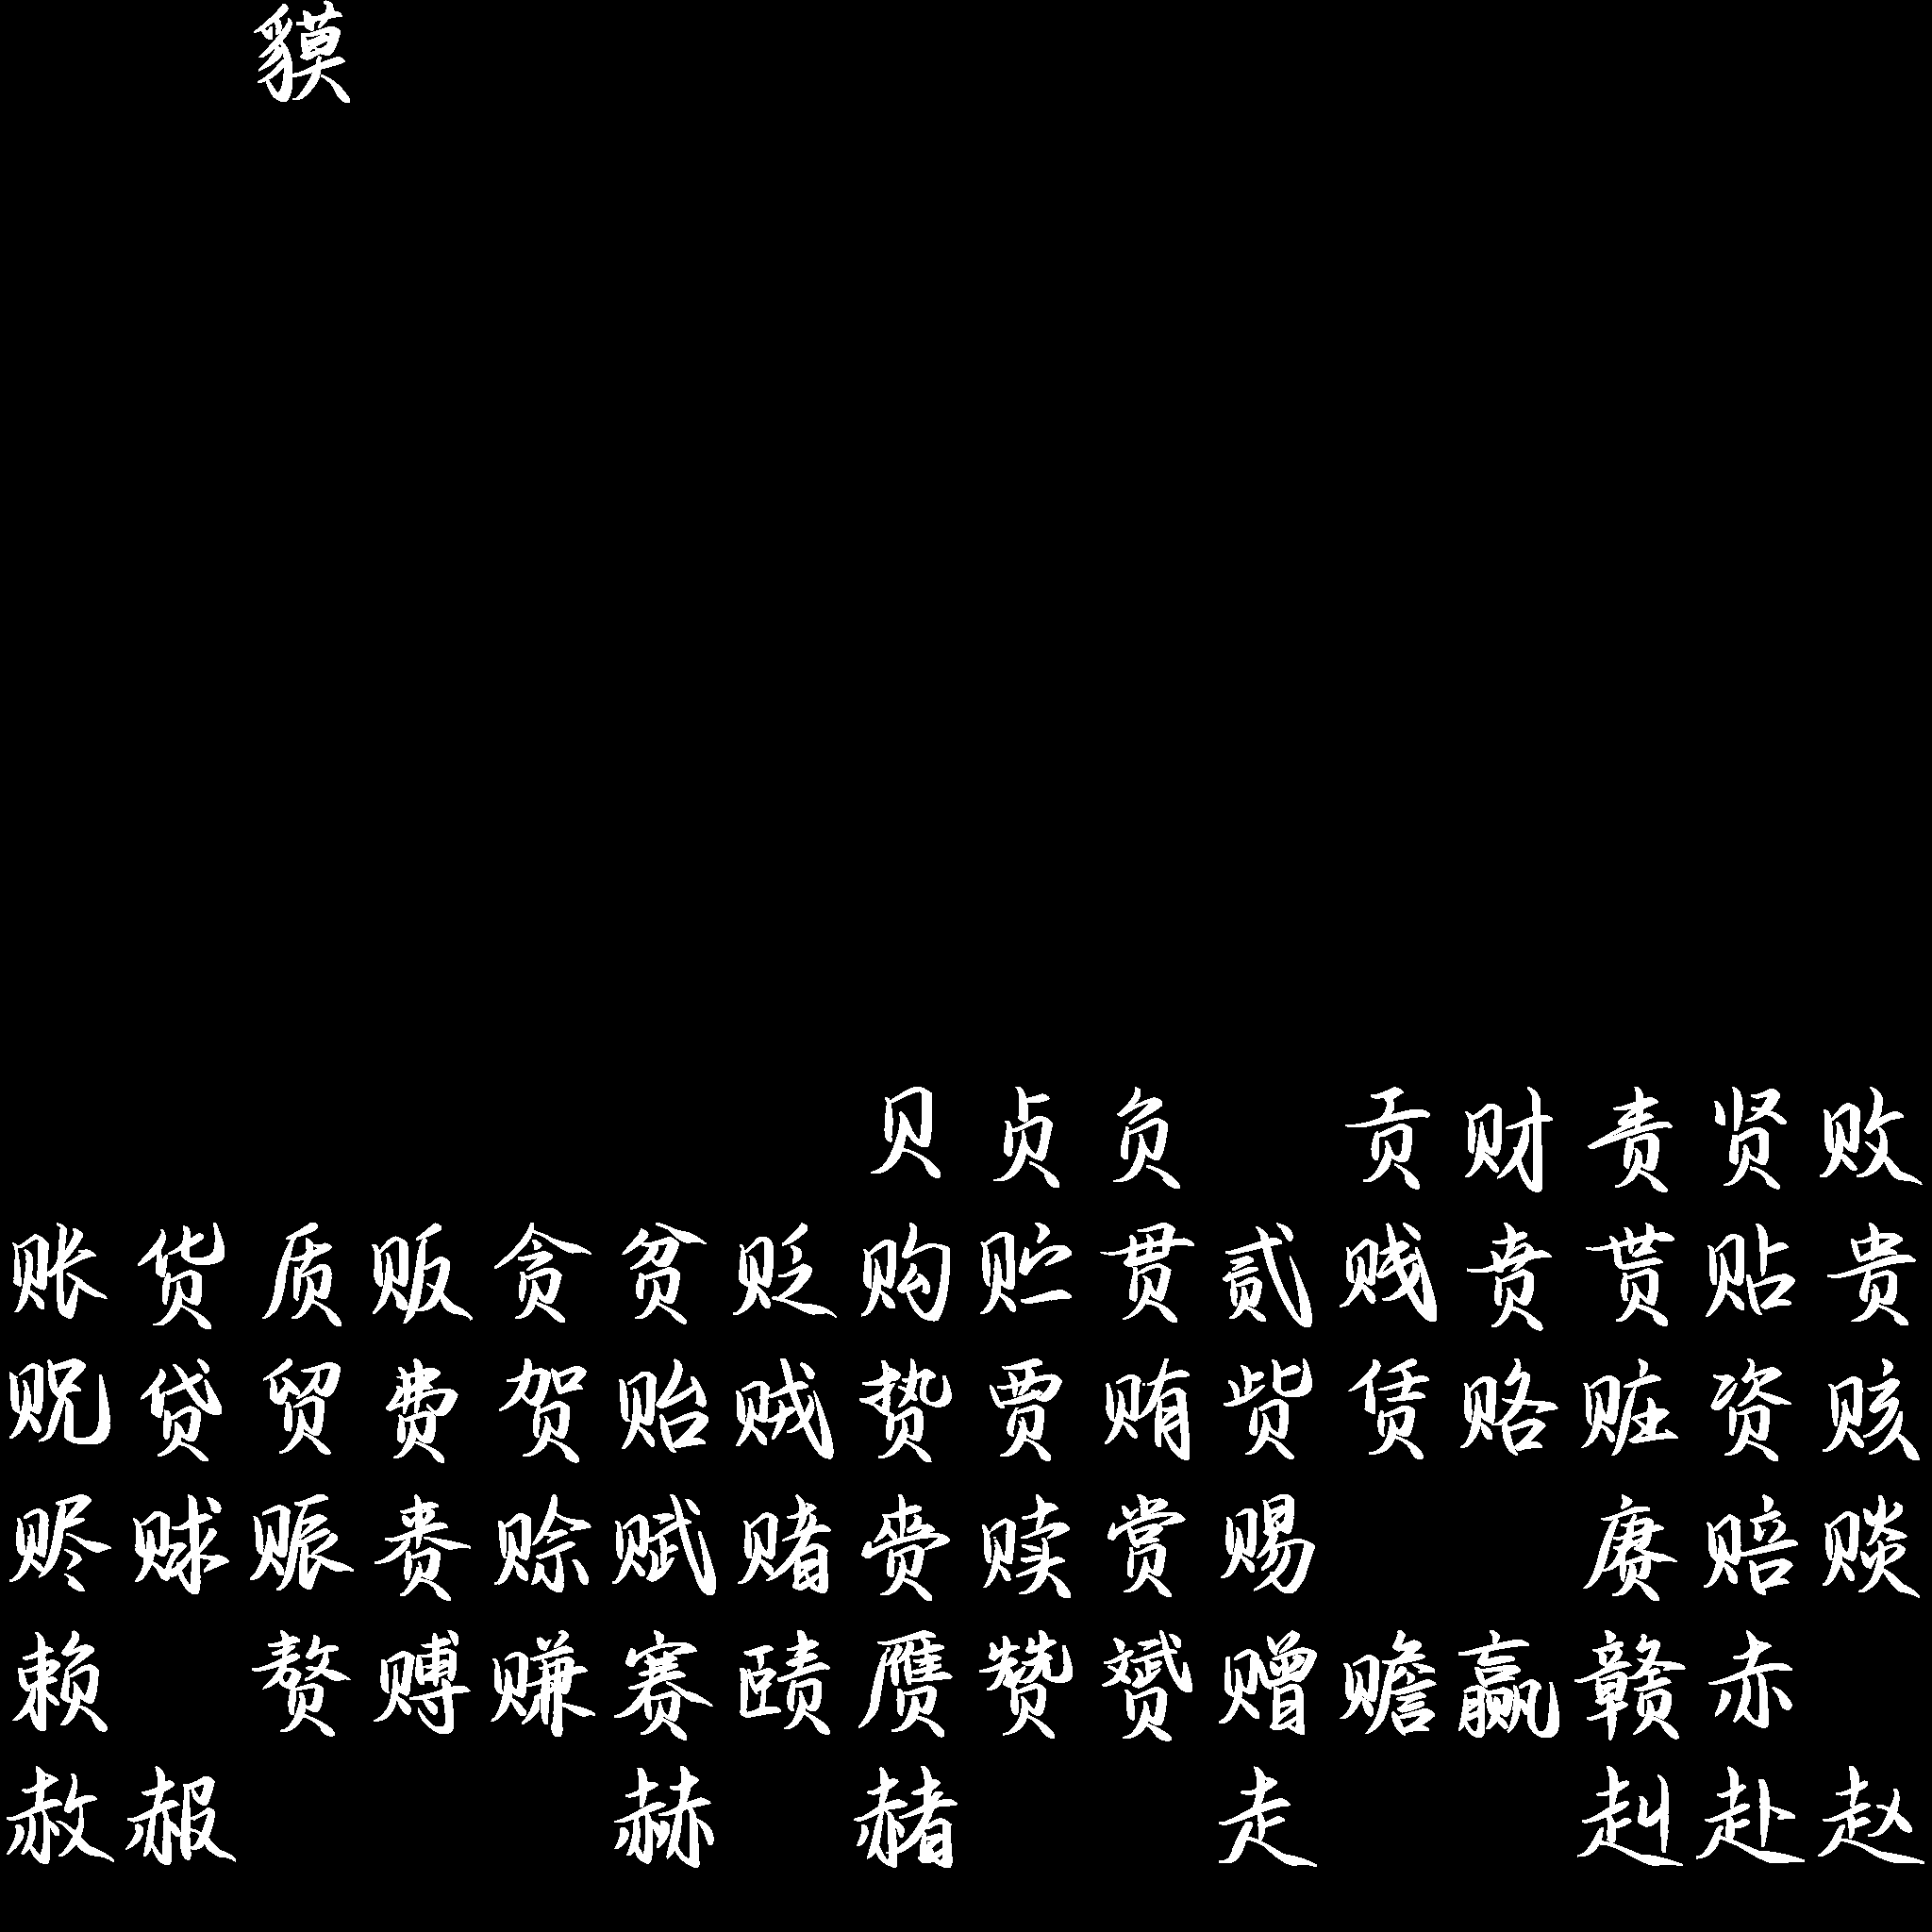 貘
贝贞负贡财责贤败
账货质贩贪贫贬购贮贯贰贱贲贳贴贵
贶贷贸费贺贻贼贽贾贿赀赁赂赃资赅
赆赇赈赉赊赋赌赍赎赏赐赓赔赕
赖赘赙赚赛赜赝赞赟赠赡赢赣赤
赦赧赫赭走赳赴赵